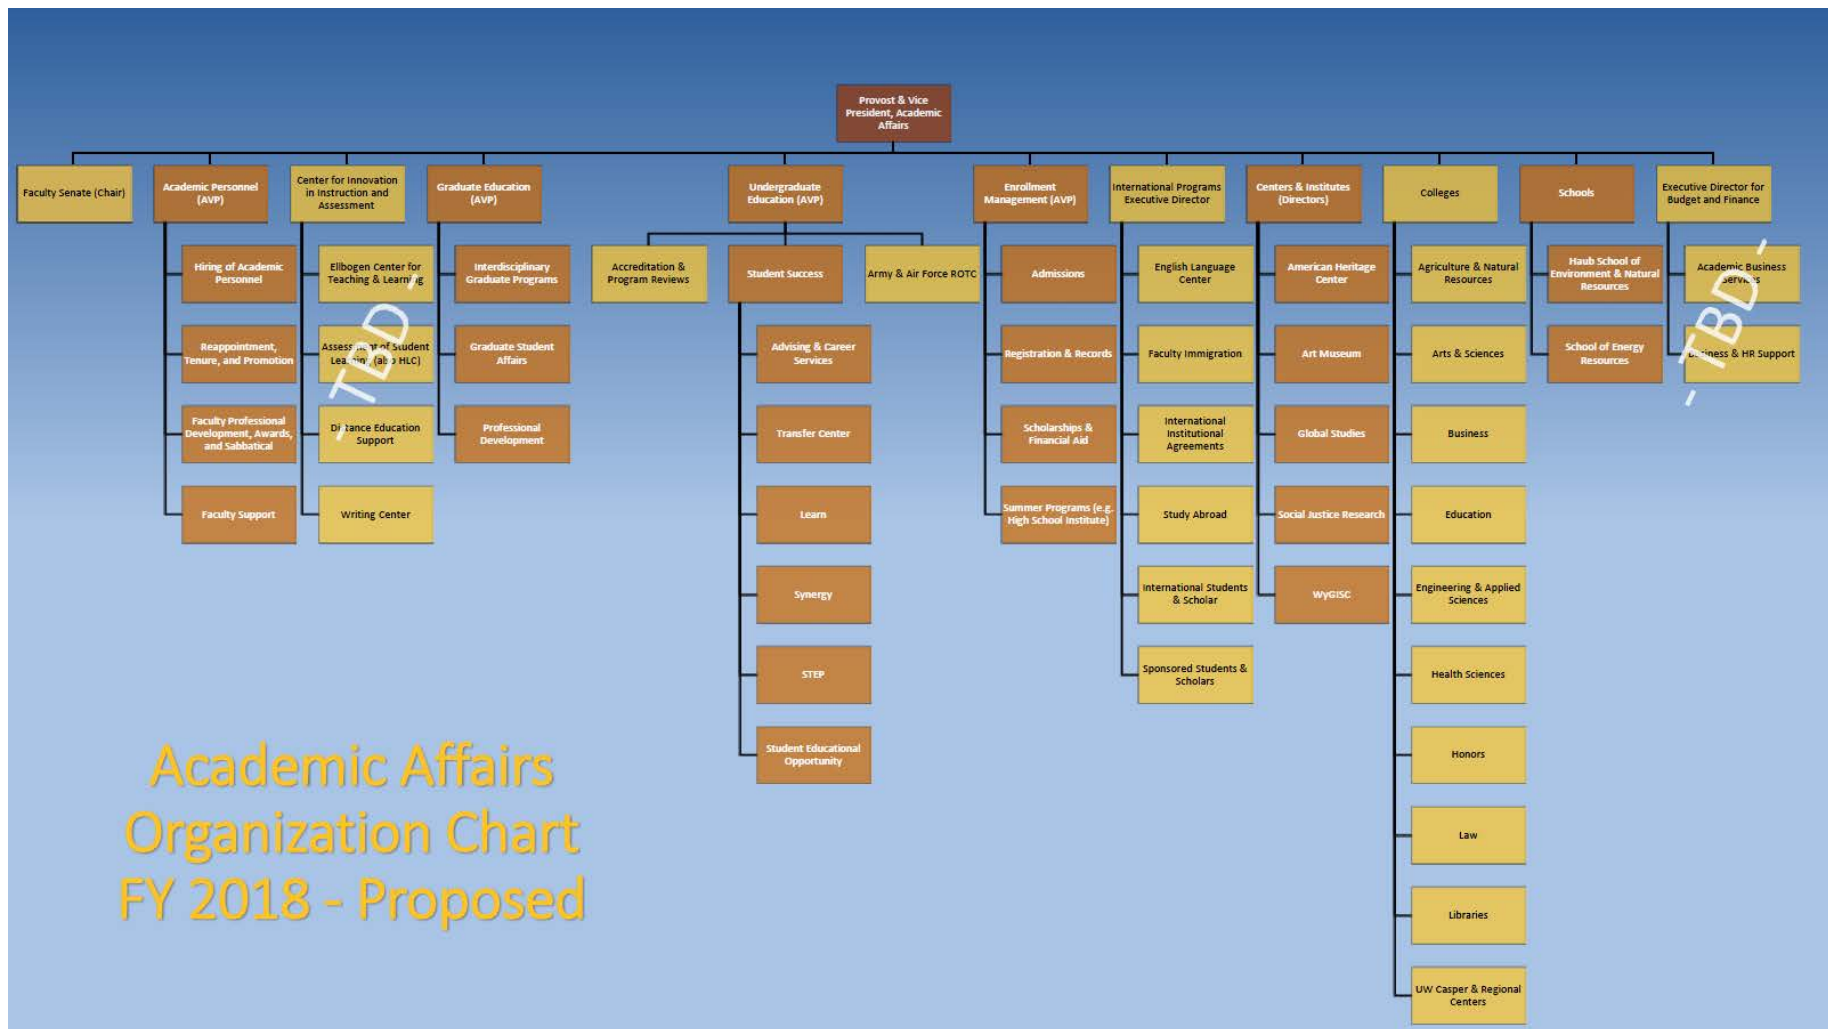 Provost & Vice
President, Academic
Affairs
Faculty Senate (Chair)
Academic Personnel
(AVP)
Hiring of Academic
Personnel
Reappointment,
Tenure, and Promotion
Faculty Professional
Development, Awards,
and Sabbatical
Faculty Support
Center for Innovation
in Instruction and
Assessment
Ellbogen Center for
Teaching & Learning
Assessment of Student
Learning (also HLC)
Distance Education
Support
Writing Center
- TBD -
Graduate Education
(AVP)
Interdisciplinary
Graduate Programs
Graduate Student
Affairs
Professional
Development
Undergraduate
Education (AVP)
Accreditation &
Program Reviews
Student Success
Advising & Career
Services
Transfer Center
Learn
Synergy
STEP
Student Educational
Opportunity
Army & Air Force ROTC
Enrollment
Management (AVP)
Admissions
Registration & Records
Scholarships &
Financial Aid
Summer Programs (e.g.
High School Institute)
International Programs
Executive Director
English Language
Center
Faculty Immigration
International
Institutional
Agreements
Study Abroad
International Students
& Scholar
Sponsored Students &
Scholars
Centers & Institutes
(Directors)
American Heritage
Center
Art Museum
Global Studies
Social Justice Research
WyGISC
Colleges
Agriculture & Natural
Resources
Arts & Sciences
Business
Education
Engineering & Applied
Sciences
Health Sciences
Honors
Law
Libraries
UW Casper & Regional
Centers
Schools
Haub School of
Environment & Natural
Resources
School of Energy
Resources
Executive Director for
Budget and Finance
Academic Business
Services
Business & HR Support
- TBD -
Academic Affairs
Organization Chart
FY 2018 - Proposed